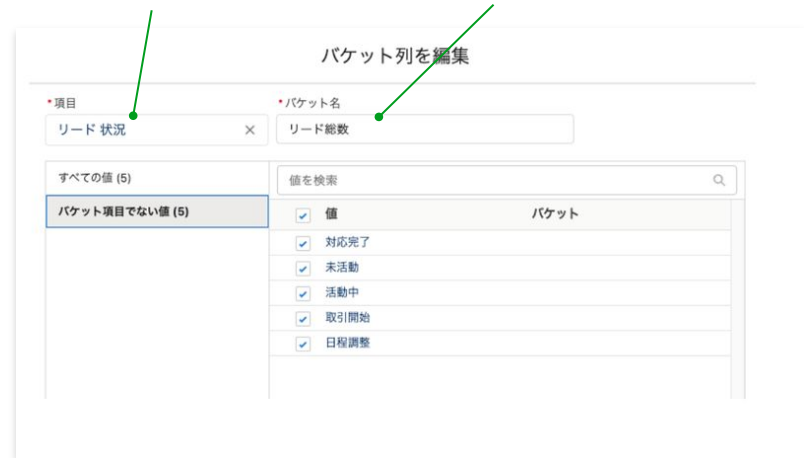 バケット列を編集
*項目
*バケット名
リード 状況 ×
リード総数
すべての値 (5)
値を検索
バケット項目でない値 (5)
値 バケット
対応完了
未活動
活動中
取引開始
日程調整